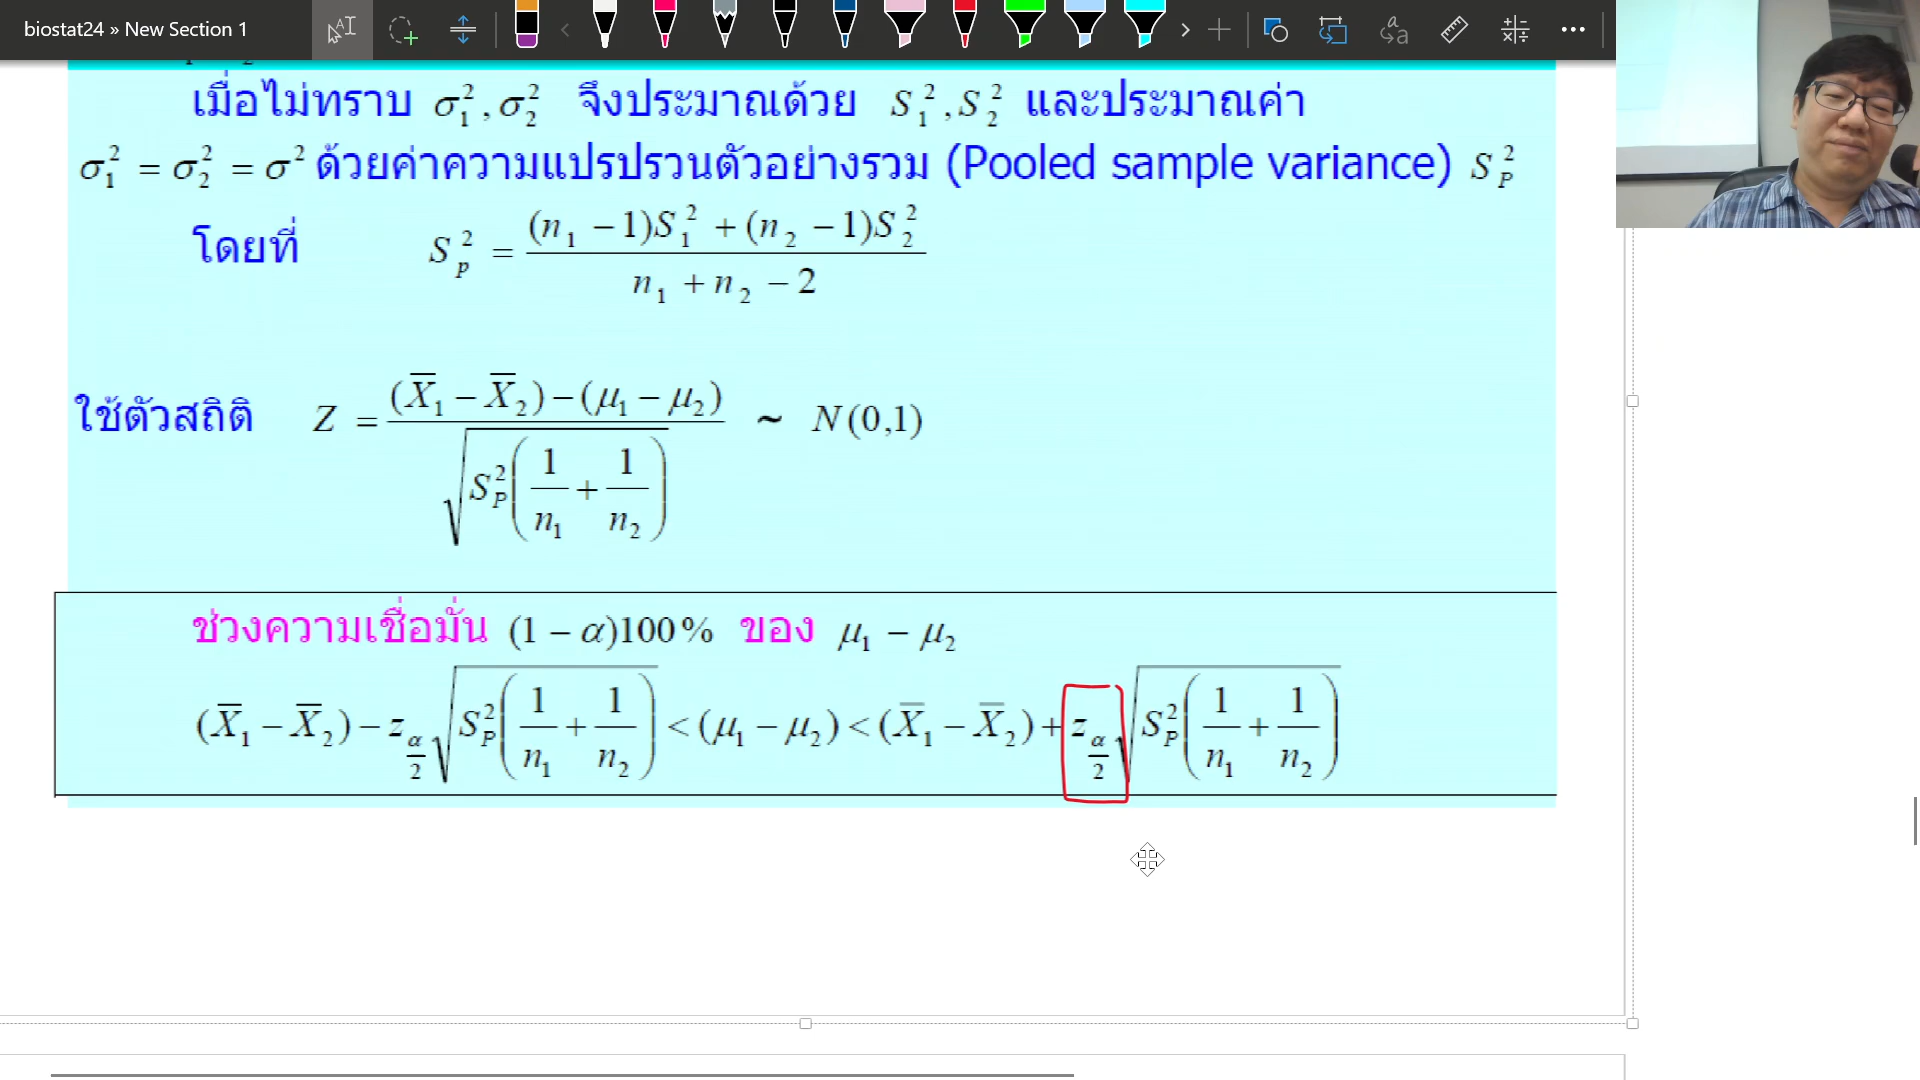 biostat24 » New Section 1
เมื่อไม่ทราบ σ₁², σ₂² จึงประมาณด้วย S₁², S₂² และประมาณค่า
σ₁² = σ₂² = σ² ด้วยค่าความแปรปรวนตัวอย่างรวม (Pooled sample variance) S_P²
โดยที่ S_p² = ((n₁ − 1)S₁² + (n₂ − 1)S₂²) / (n₁ + n₂ − 2)
ใช้ตัวสถิติ Z = ((X̄₁ − X̄₂) − (μ₁ − μ₂)) / √(S_P²(1/n₁ + 1/n₂)) ~ N(0,1)
ช่วงความเชื่อมั่น (1 − α)100% ของ μ₁ − μ₂
(X̄₁ − X̄₂) − z_{α/2} √(S_P²(1/n₁ + 1/n₂)) < (μ₁ − μ₂) < (X̄₁ − X̄₂) + z_{α/2} √(S_P²(1/n₁ + 1/n₂))